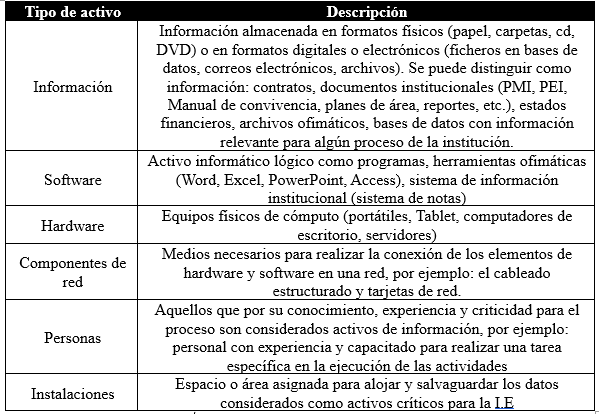 Tipo de activo
Descripción
Información
Información almacenada en formatos físicos (papel, carpetas, cd,
DVD) o en formatos digitales o electrónicos (ficheros en bases de
datos, correos electrónicos, archivos). Se puede distinguir como
información: contratos, documentos institucionales (PMI, PEI,
Manual de convivencia, planes de área, reportes, etc.), estados
financieros, archivos ofimáticos, bases de datos con información
relevante para algún proceso de la institución.
Software
Activo informático lógico como programas, herramientas ofimáticas
(Word, Excel, PowerPoint, Access), sistema de información
institucional (sistema de notas)
Hardware
Equipos físicos de cómputo (portátiles, Tablet, computadores de
escritorio, servidores)
Componentes de
red
Medios necesarios para realizar la conexión de los elementos de
hardware y software en una red, por ejemplo: el cableado
estructurado y tarjetas de red.
Personas
Aquellos que por su conocimiento, experiencia y criticidad para el
proceso son considerados activos de información, por ejemplo:
personal con experiencia y capacitado para realizar una tarea
específica en la ejecución de las actividades
Instalaciones
Espacio o área asignada para alojar y salvaguardar los datos
considerados como activos críticos para la I.E